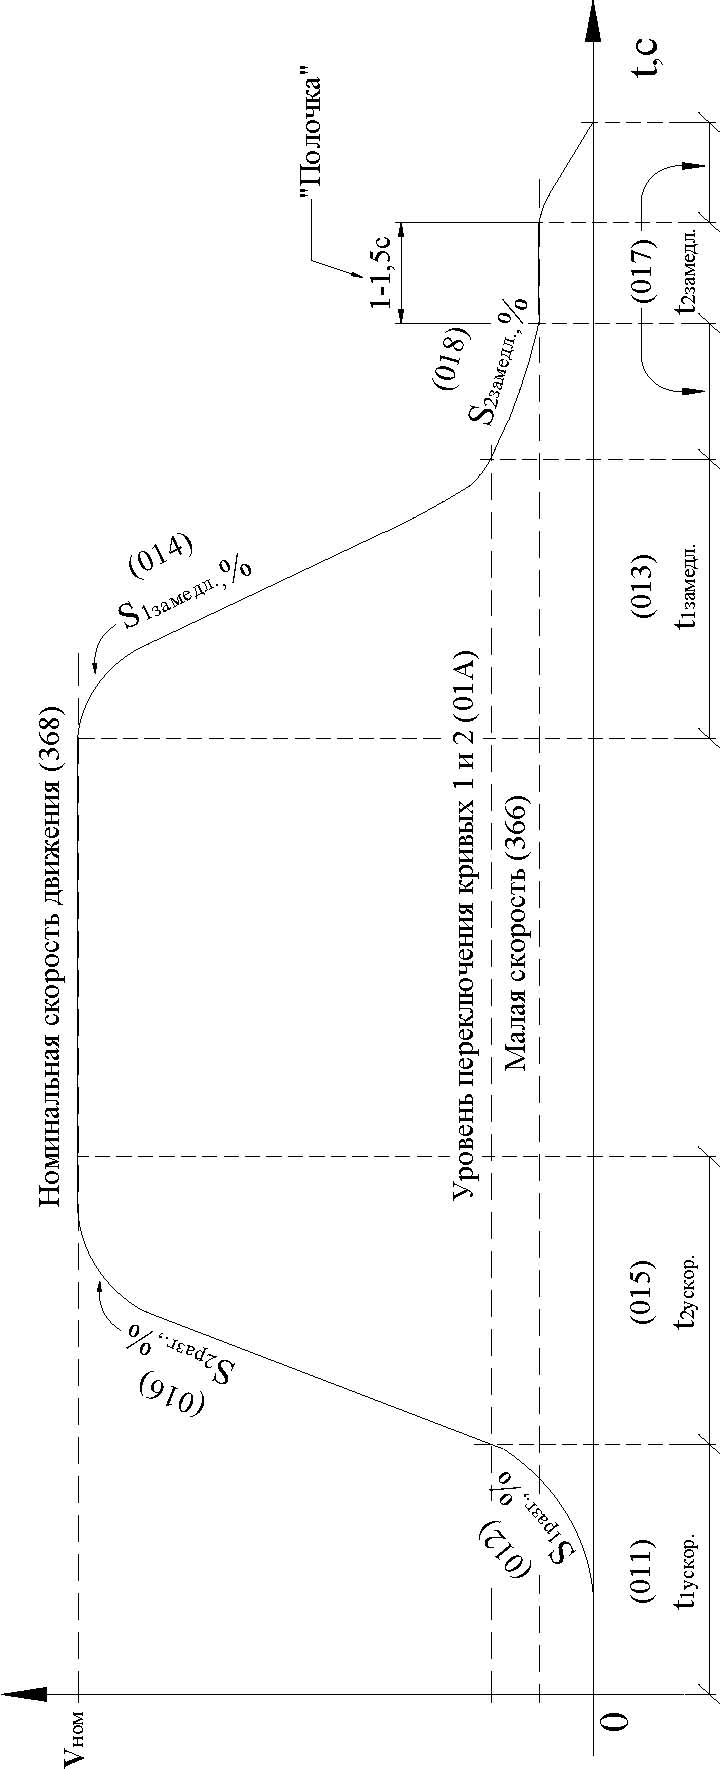 Vном
Номинальная скорость движения (368)
"Полочка"
1-1,5с
(016)
S2разг.,%
(014)
S1замедл.,%
(018)
S2замедл.,%
Уровень переключения кривых 1 и 2 (01А)
Малая скорость (366)
(012)
S1разг.,%
0
t,с
(011)
t1ускор.
(015)
t2ускор.
(013)
t1замедл.
(017)
t2замедл.